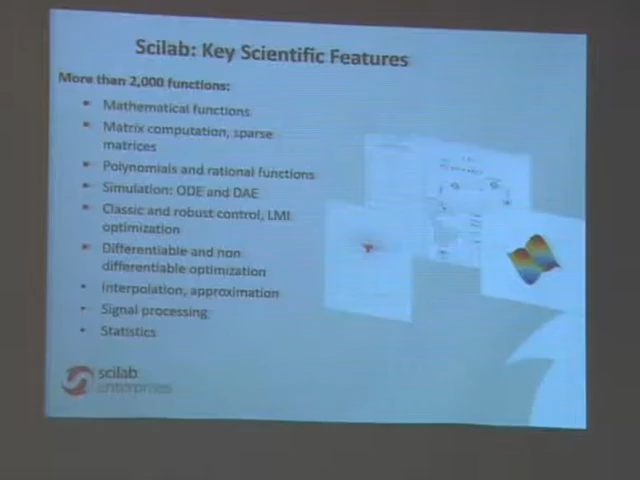 Scilab: Key Scientific Features
More than 2,000 functions:
Mathematical functions
Matrix computation, sparse
matrices
Polynomials and rational functions
Simulation: ODE and DAE
Classic and robust control, LMI
optimization
Differentiable and non
differentiable optimization
Interpolation, approximation
Signal processing
Statistics
scilab
enterprises